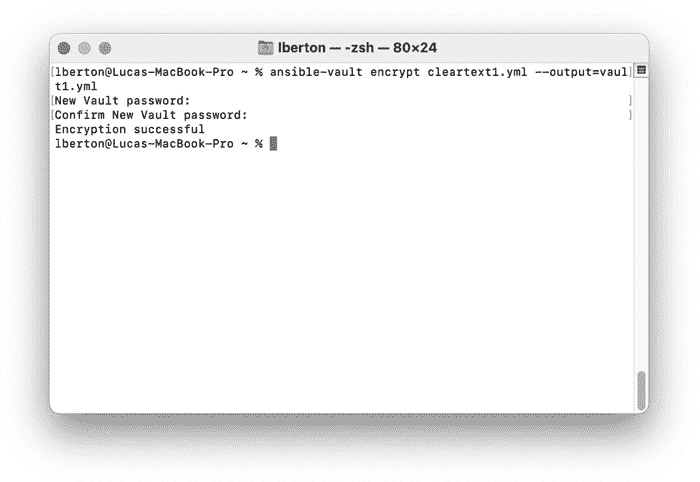 lberton — -zsh — 80×24
[lberton@Lucas-MacBook-Pro ~ % ansible-vault encrypt cleartext1.yml --output=vaul]
t1.yml
[New Vault password: ]
[Confirm New Vault password: ]
Encryption successful
lberton@Lucas-MacBook-Pro ~ %